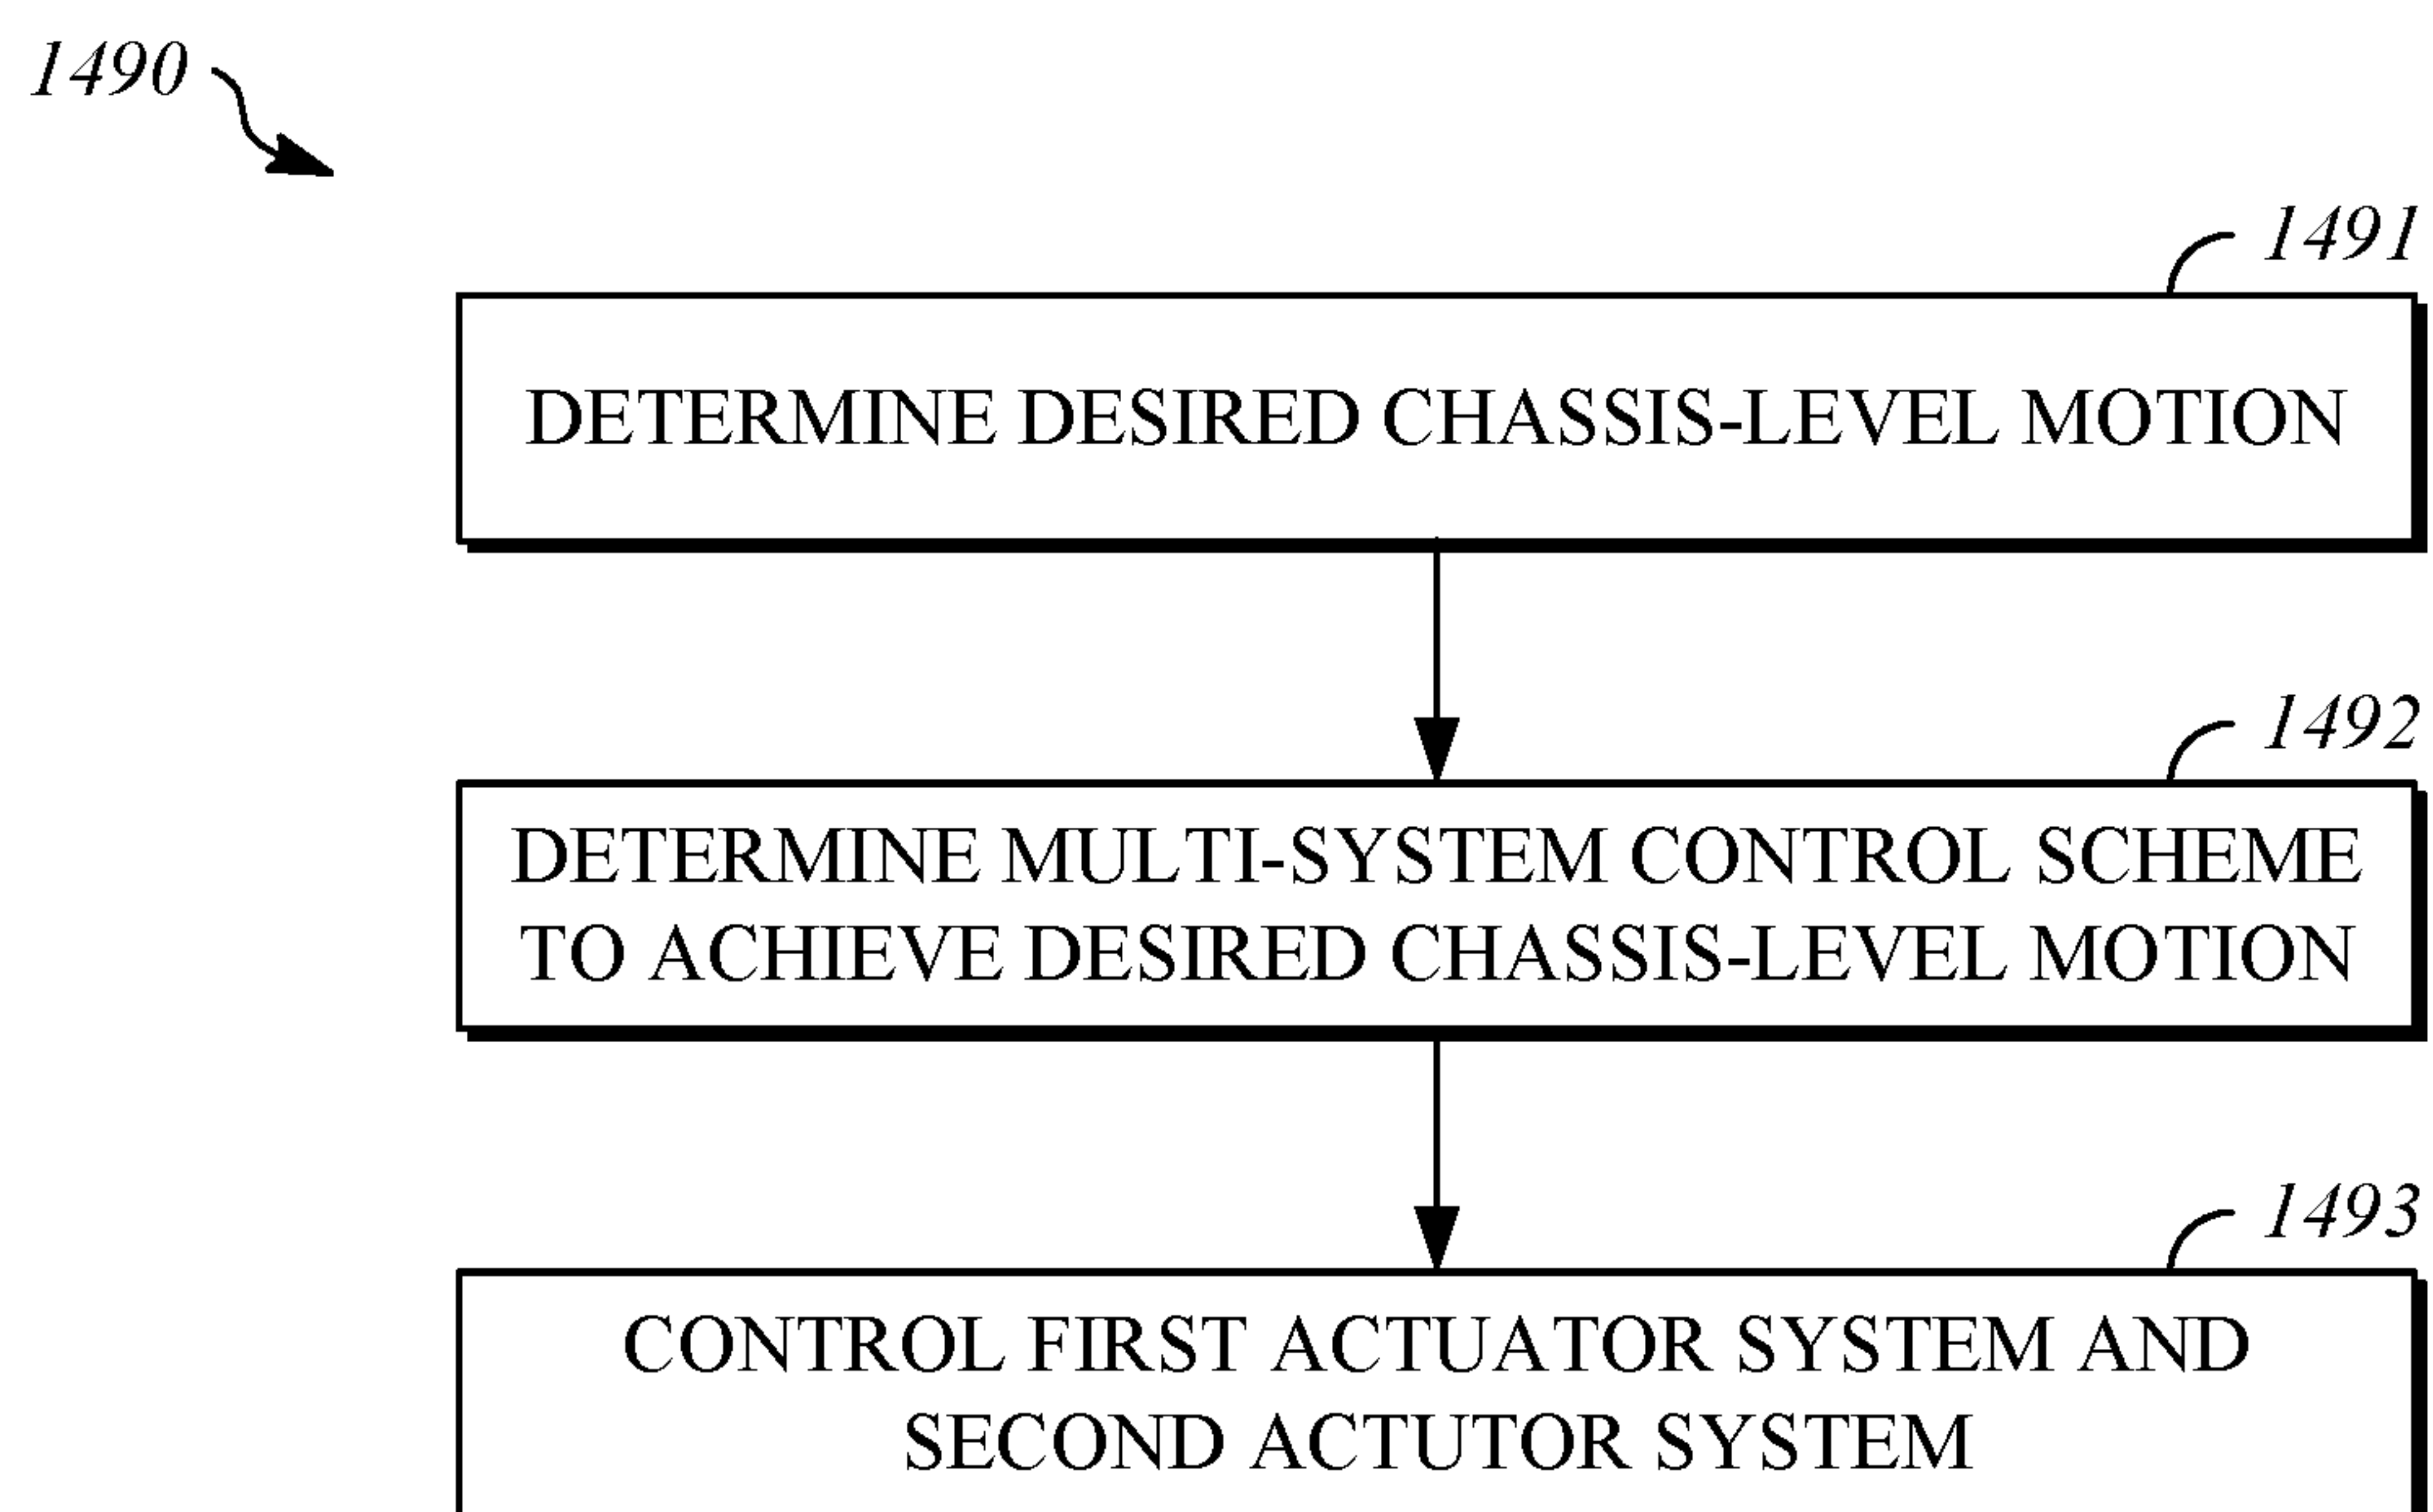 1490
1491
DETERMINE DESIRED CHASSIS-LEVEL MOTION
1492
DETERMINE MULTI-SYSTEM CONTROL SCHEME
TO ACHIEVE DESIRED CHASSIS-LEVEL MOTION
1493
CONTROL FIRST ACTUATOR SYSTEM AND
SECOND ACTUTOR SYSTEM